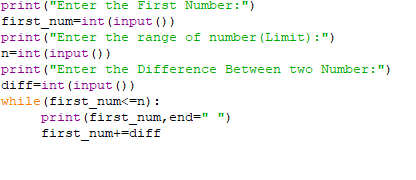 print("Enter the First Number:")
first_num=int(input())
print("Enter the range of number(Limit):")
n=int(input())
print("Enter the Difference Between two Number:")
diff=int(input())
while(first_num<=n):
     print(first_num,end=" ")
     first_num+=diff